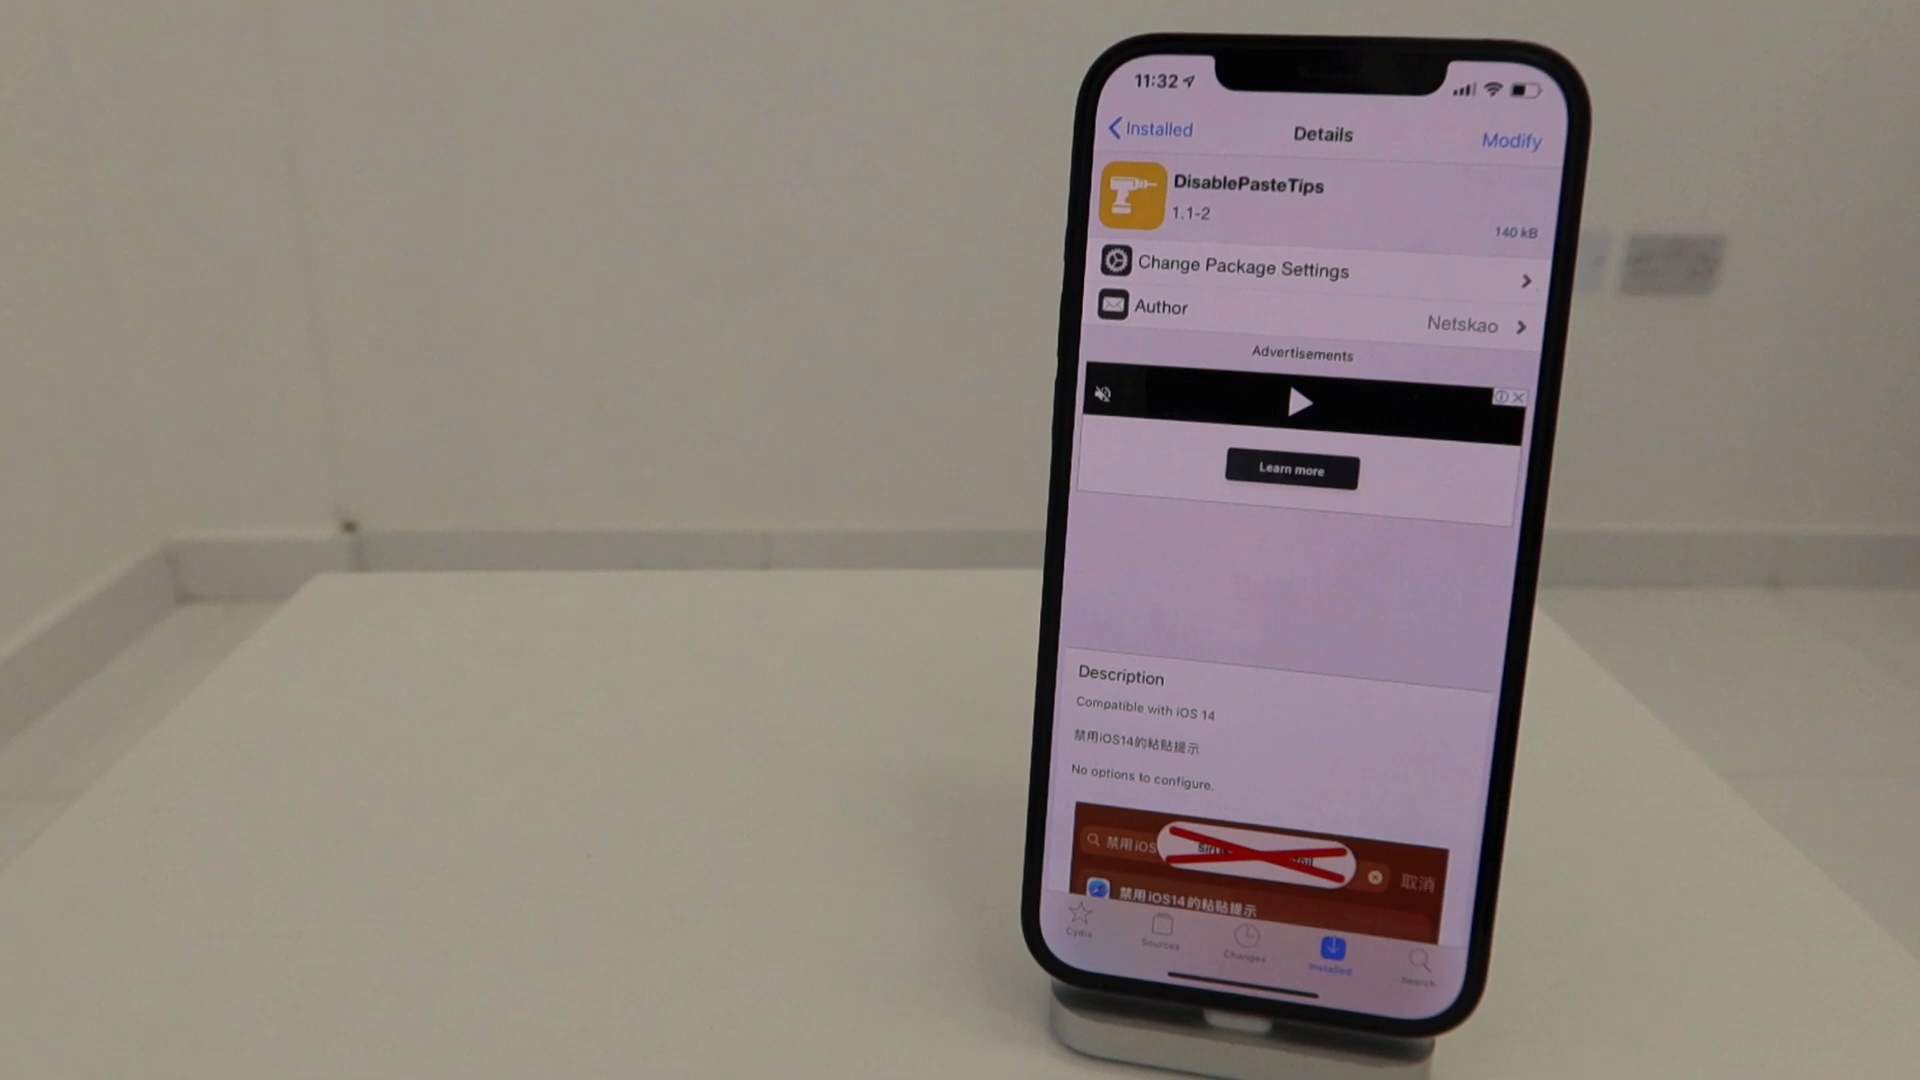 11:32
Installed
Details
Modify
DisablePasteTips
1.1-2
140 kB
Change Package Settings
Author
Netskao
Advertisements
Learn more
Description
Compatible with iOS 14
禁用iOS14的粘贴提示
No options to configure.
禁用iOS
取消
禁用iOS14的粘贴提示
Cydia
Sources
Changes
Installed
Search